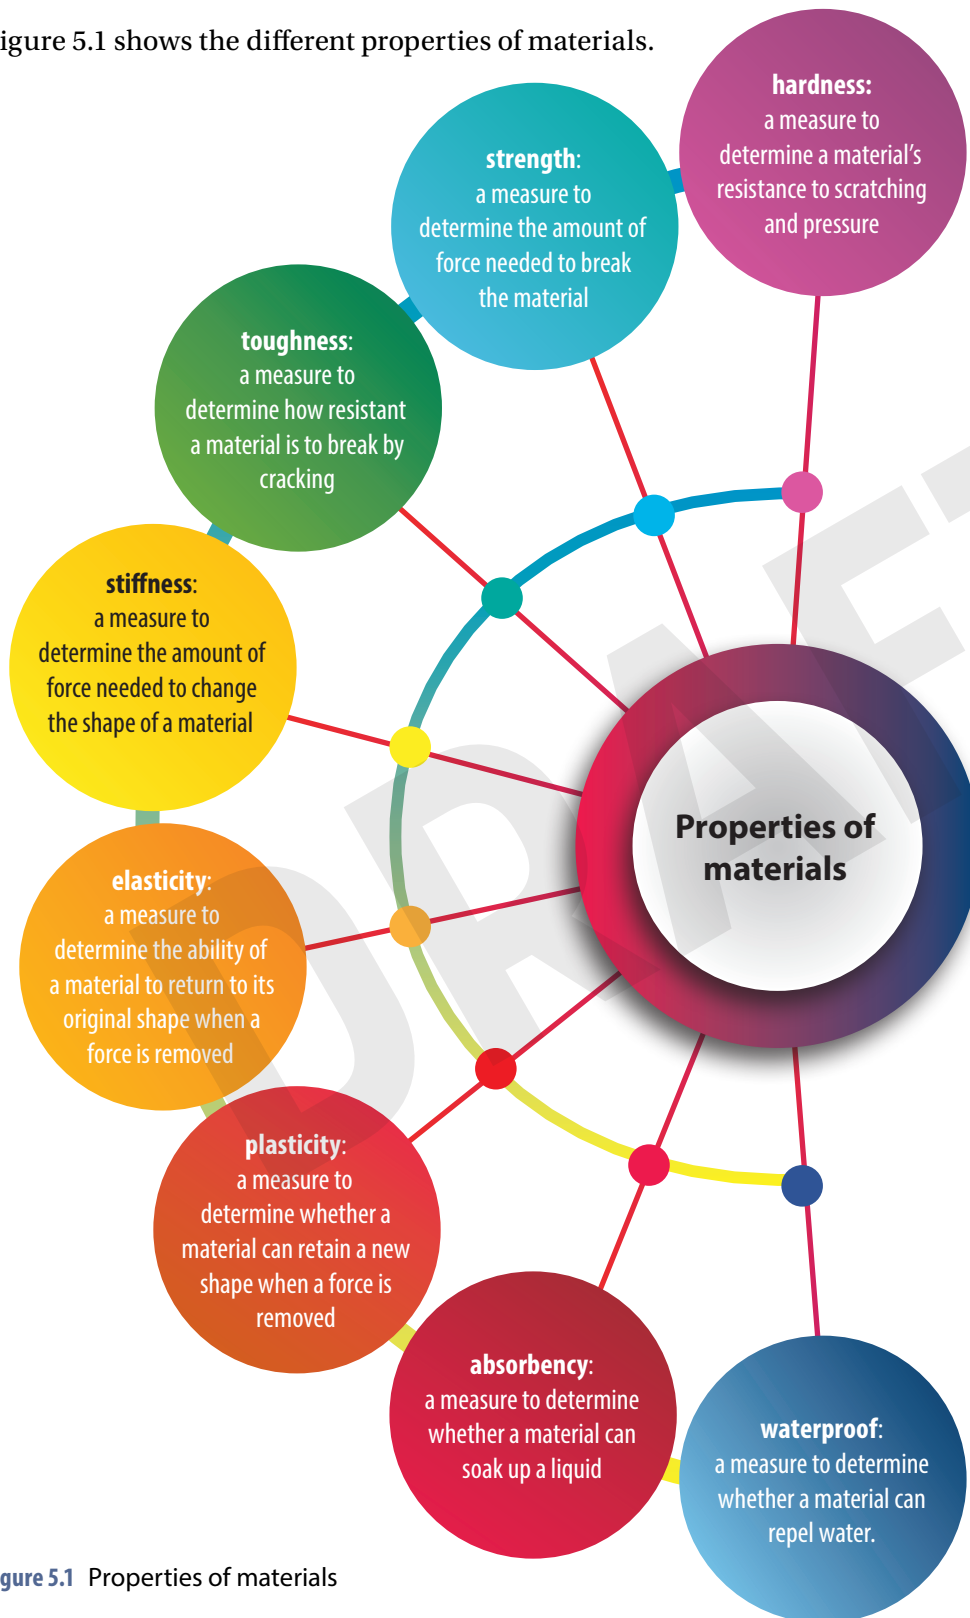 igure 5.1 shows the different properties of materials.
hardness:
a measure to
determine a material's
resistance to scratching
and pressure
strength:
a measure to
determine the amount of
force needed to break
the material
toughness:
a measure to
determine how resistant
a material is to break by
cracking
stiffness:
a measure to
determine the amount of
force needed to change
the shape of a material
elasticity:
a measure to
determine the ability of
a material to return to its
original shape when a
force is removed
plasticity:
a measure to
determine whether a
material can retain a new
shape when a force is
removed
absorbency:
a measure to determine
whether a material can
soak up a liquid
waterproof:
a measure to determine
whether a material can
repel water.
Properties of
materials
DRAFT
gure 5.1 Properties of materials